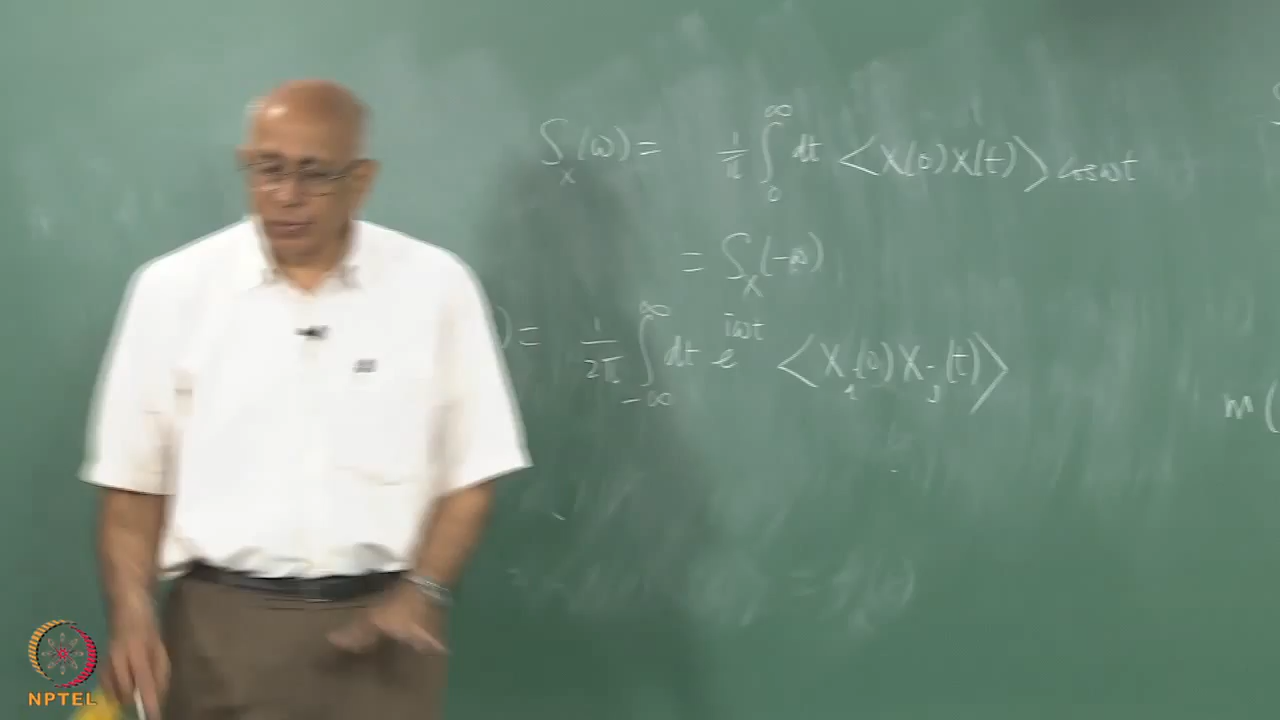 S_X(ω) = 1/π ∫_0^∞ dt ⟨X(0)X(t)⟩ cos ωt
= S_X(-ω)
) = 1/2π ∫_{-∞}^∞ dt e^{iωt} ⟨X_i(0) X_j(t)⟩
m(
NPTEL